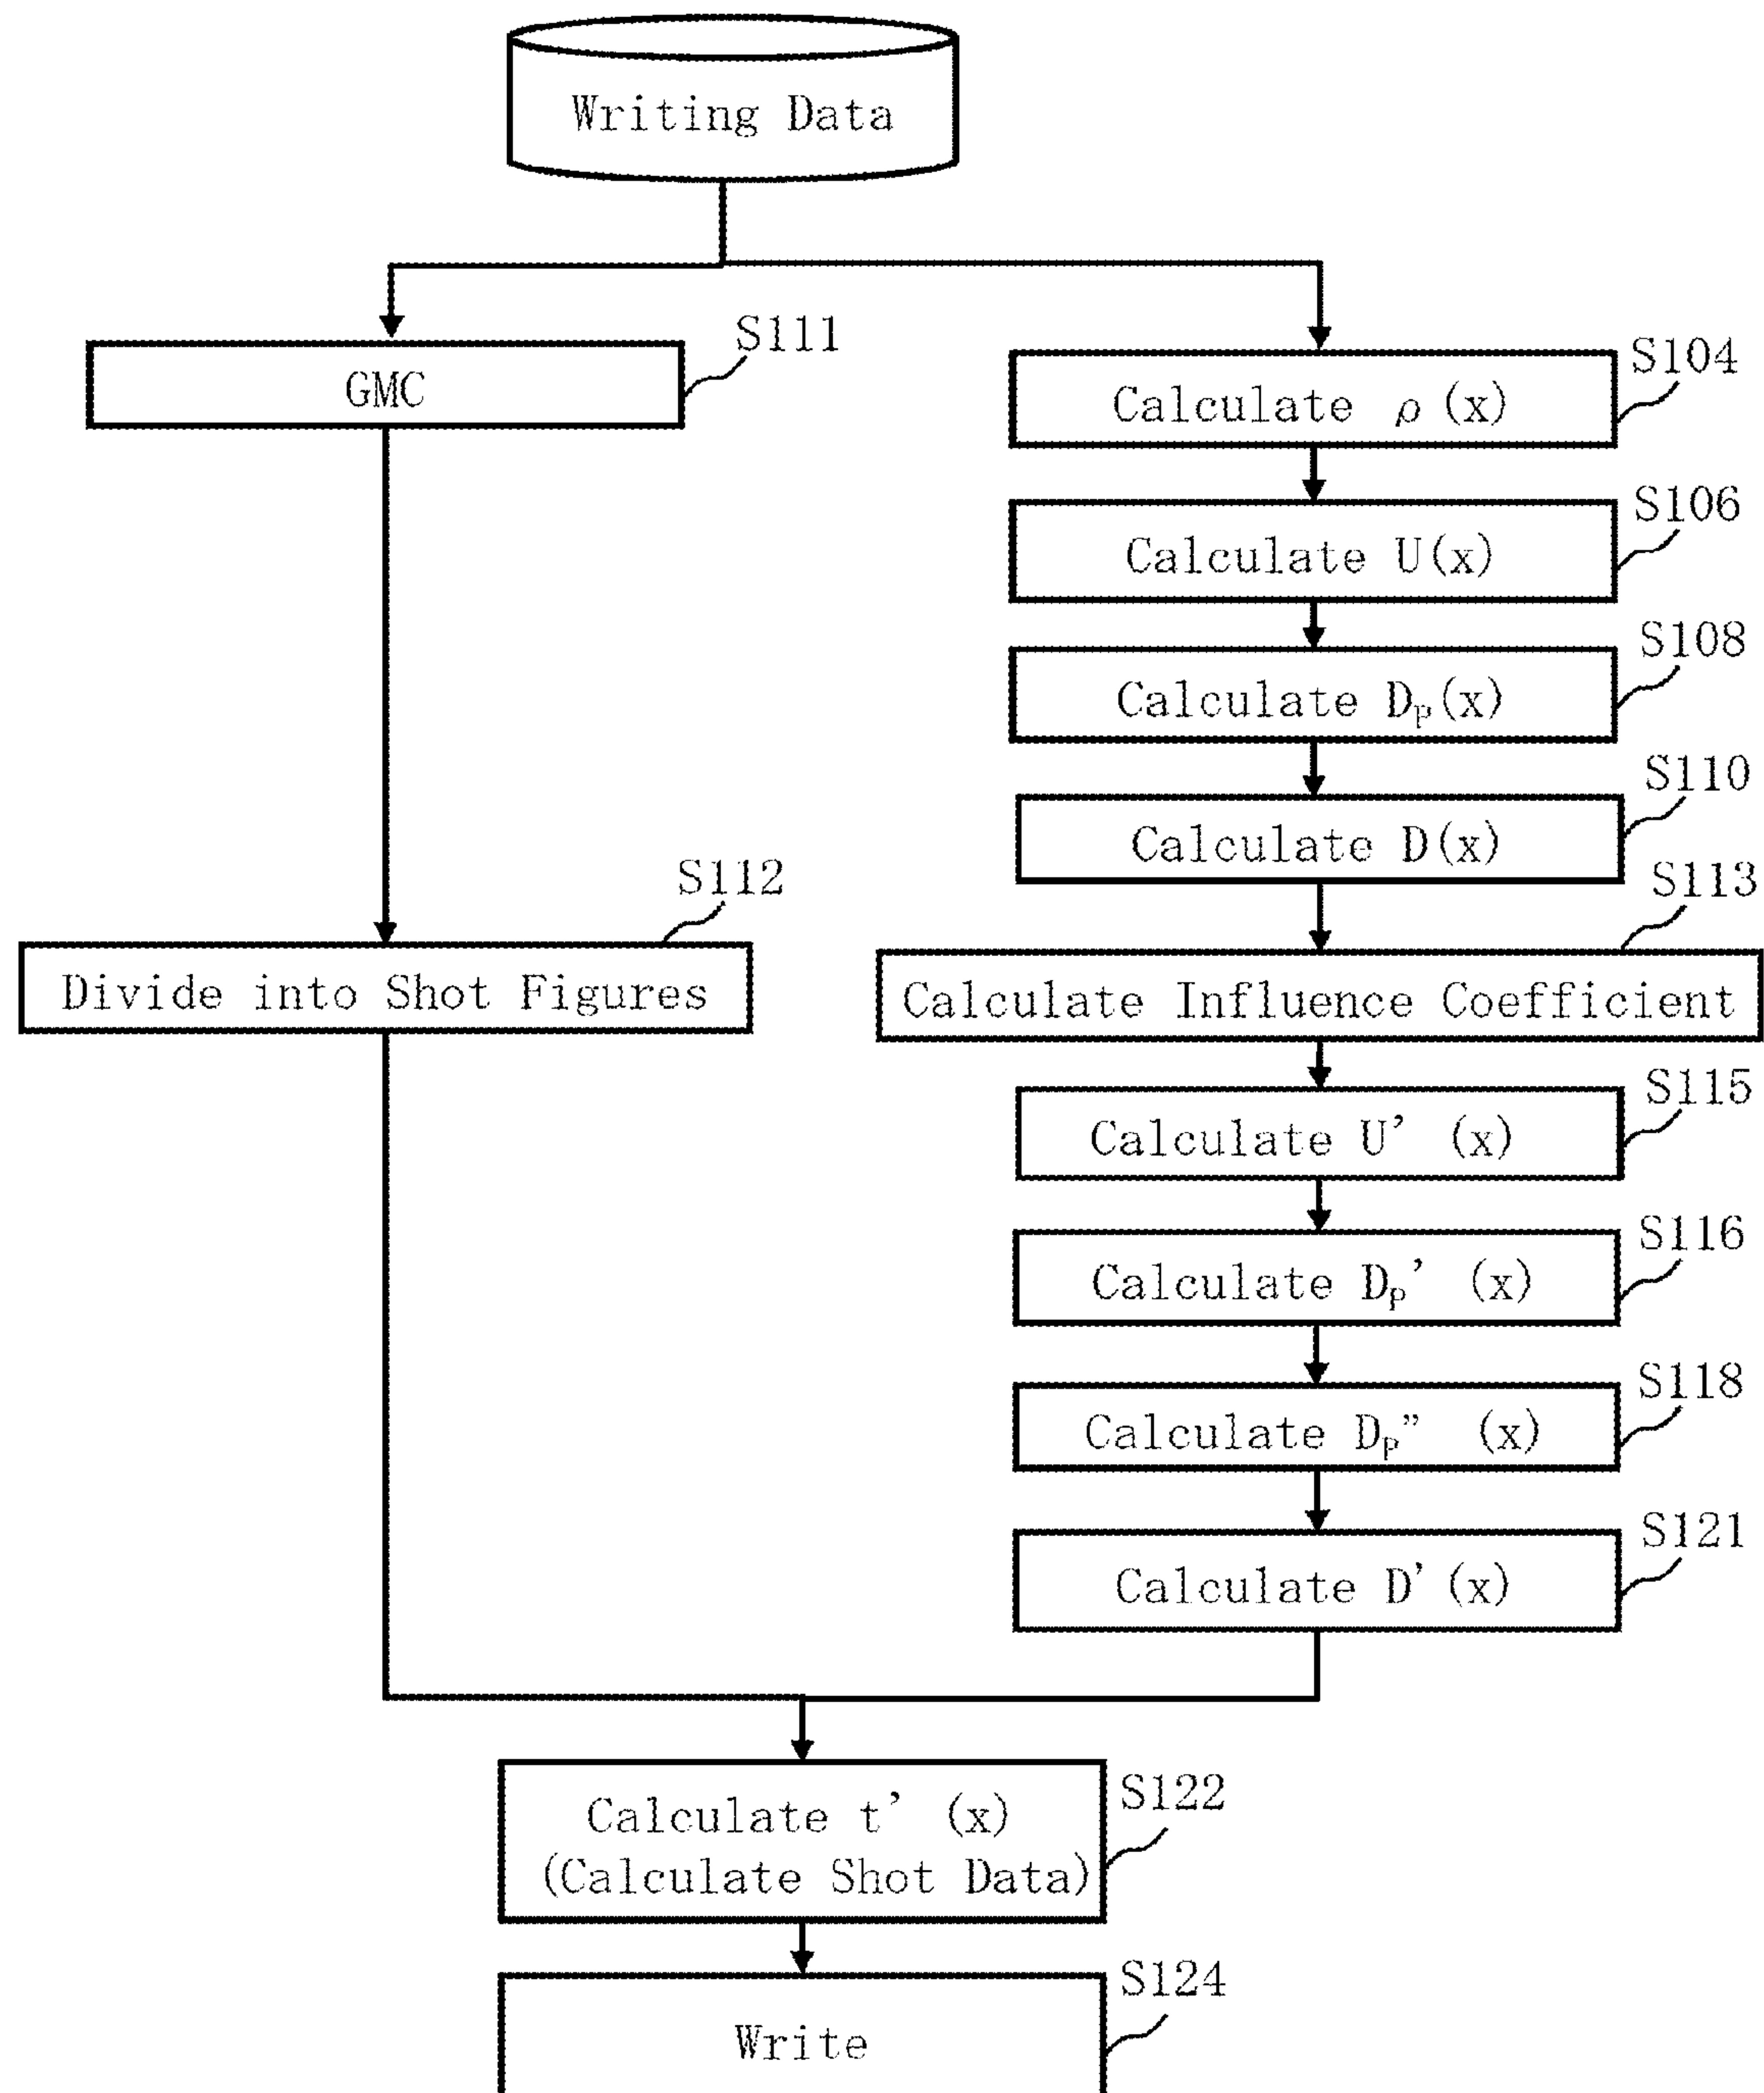 Writing Data
S111
GMC
S104
Calculate ρ(x)
S106
Calculate U(x)
S108
Calculate Dp(x)
S110
Calculate D(x)
S112
Divide into Shot Figures
S113
Calculate Influence Coefficient
S115
Calculate U’(x)
S116
Calculate Dp’(x)
S118
Calculate Dp”(x)
S121
Calculate D'(x)
S122
Calculate t’(x)
(Calculate Shot Data)
S124
Write